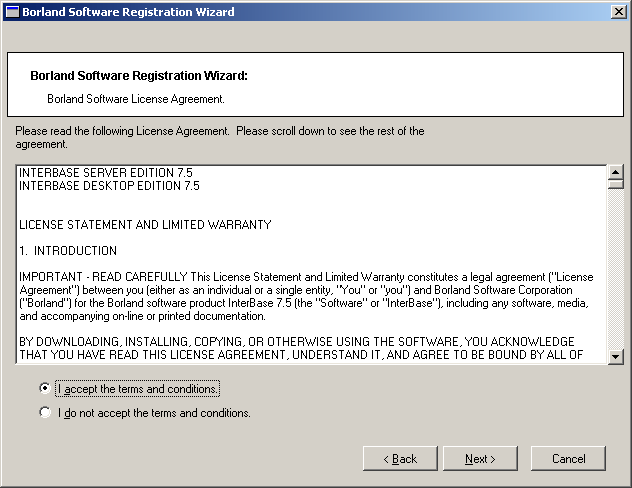 Borland Software Registration Wizard
Borland Software Registration Wizard:
Borland Software License Agreement.
Please read the following License Agreement.  Please scroll down to see the rest of the
agreement.
INTERBASE SERVER EDITION 7.5
INTERBASE DESKTOP EDITION 7.5
LICENSE STATEMENT AND LIMITED WARRANTY
1.  INTRODUCTION
IMPORTANT - READ CAREFULLY This License Statement and Limited Warranty constitutes a legal agreement ("License
Agreement") between you (either as an individual or a single entity, "You" or "you") and Borland Software Corporation
("Borland") for the Borland software product InterBase 7.5 (the "Software" or "InterBase"), including any software, media,
and accompanying on-line or printed documentation.
BY DOWNLOADING, INSTALLING, COPYING, OR OTHERWISE USING THE SOFTWARE, YOU ACKNOWLEDGE
THAT YOU HAVE READ THIS LICENSE AGREEMENT, UNDERSTAND IT, AND AGREE TO BE BOUND BY ALL OF
I accept the terms and conditions.
I do not accept the terms and conditions.
< Back
Next >
Cancel